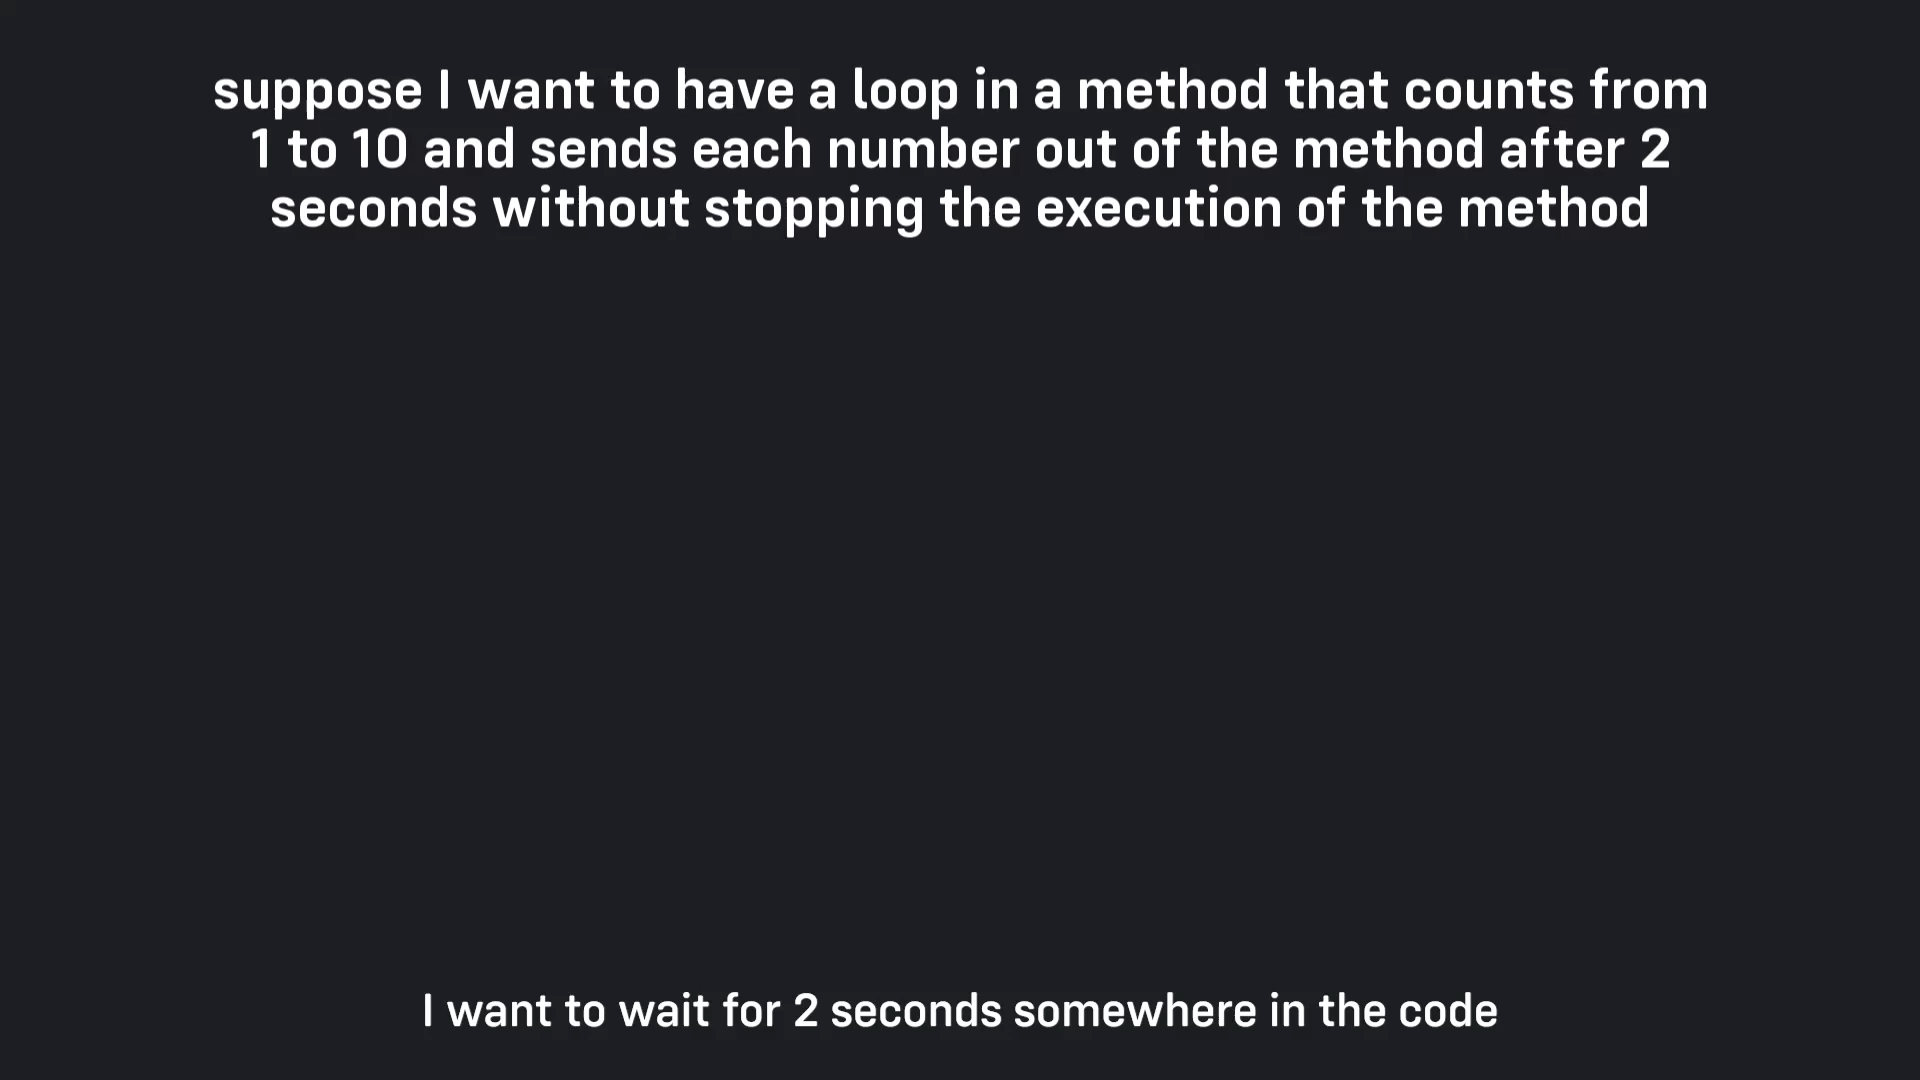 suppose I want to have a loop in a method that counts from
1 to 10 and sends each number out of the method after 2
seconds without stopping the execution of the method
I want to wait for 2 seconds somewhere in the code